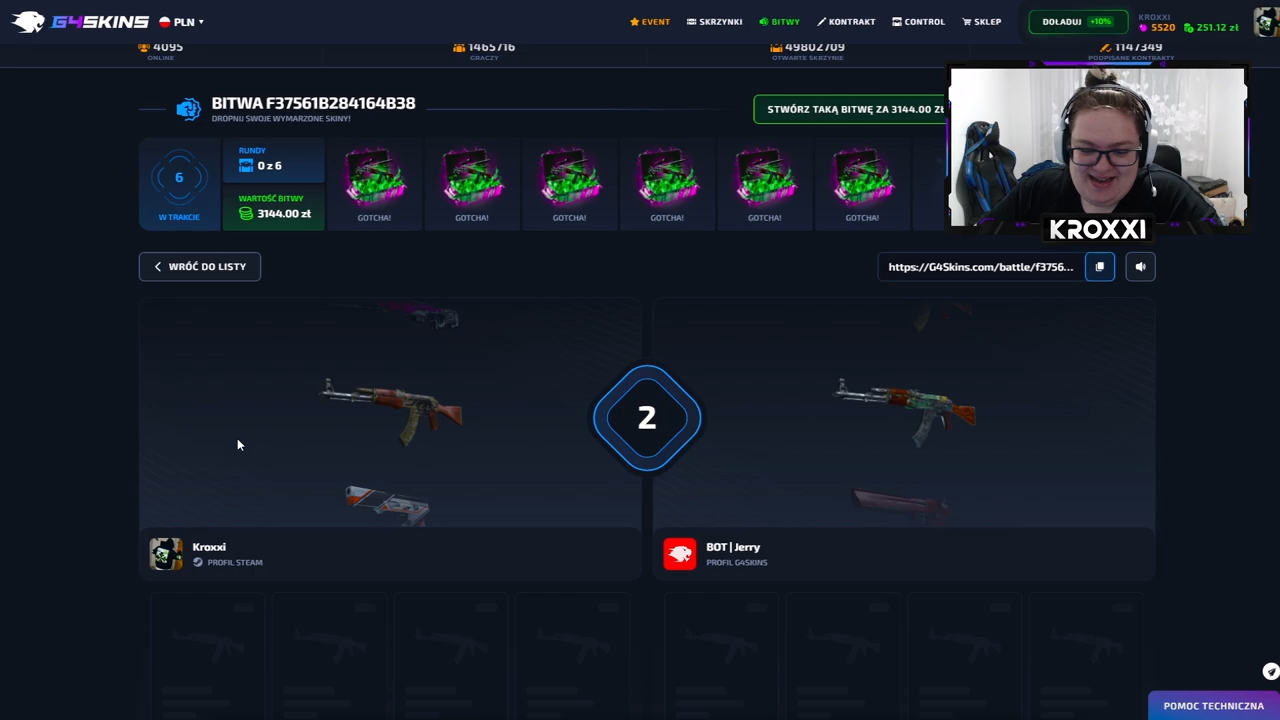 G4SKINS PLN EVENT SKRZYNKI BITWY KONTRAKT CONTROL SKLEP DOŁADUJ +10% KROXXI 5520 251.12 zł
4095 1465716 49802709 1147349
ONLINE GRACZY OTWARTE SKRZYNIE PODPISANE KONTRAKTY
BITWA F37561B284164B38
DROPNIJ SWOJE WYMARZONE SKINY!
STWÓRZ TAKĄ BITWĘ ZA 3144.00 ZŁ
6
W TRAKCIE
RUNDY
0 z 6
WARTOŚĆ BITWY
3144.00 zł
GOTCHA! GOTCHA! GOTCHA! GOTCHA! GOTCHA! GOTCHA!
KROXXI
WRÓĆ DO LISTY
https://G4Skins.com/battle/f3756...
2
Kroxxi
PROFIL STEAM
BOT | Jerry
PROFIL G4SKINS
POMOC TECHNICZNA